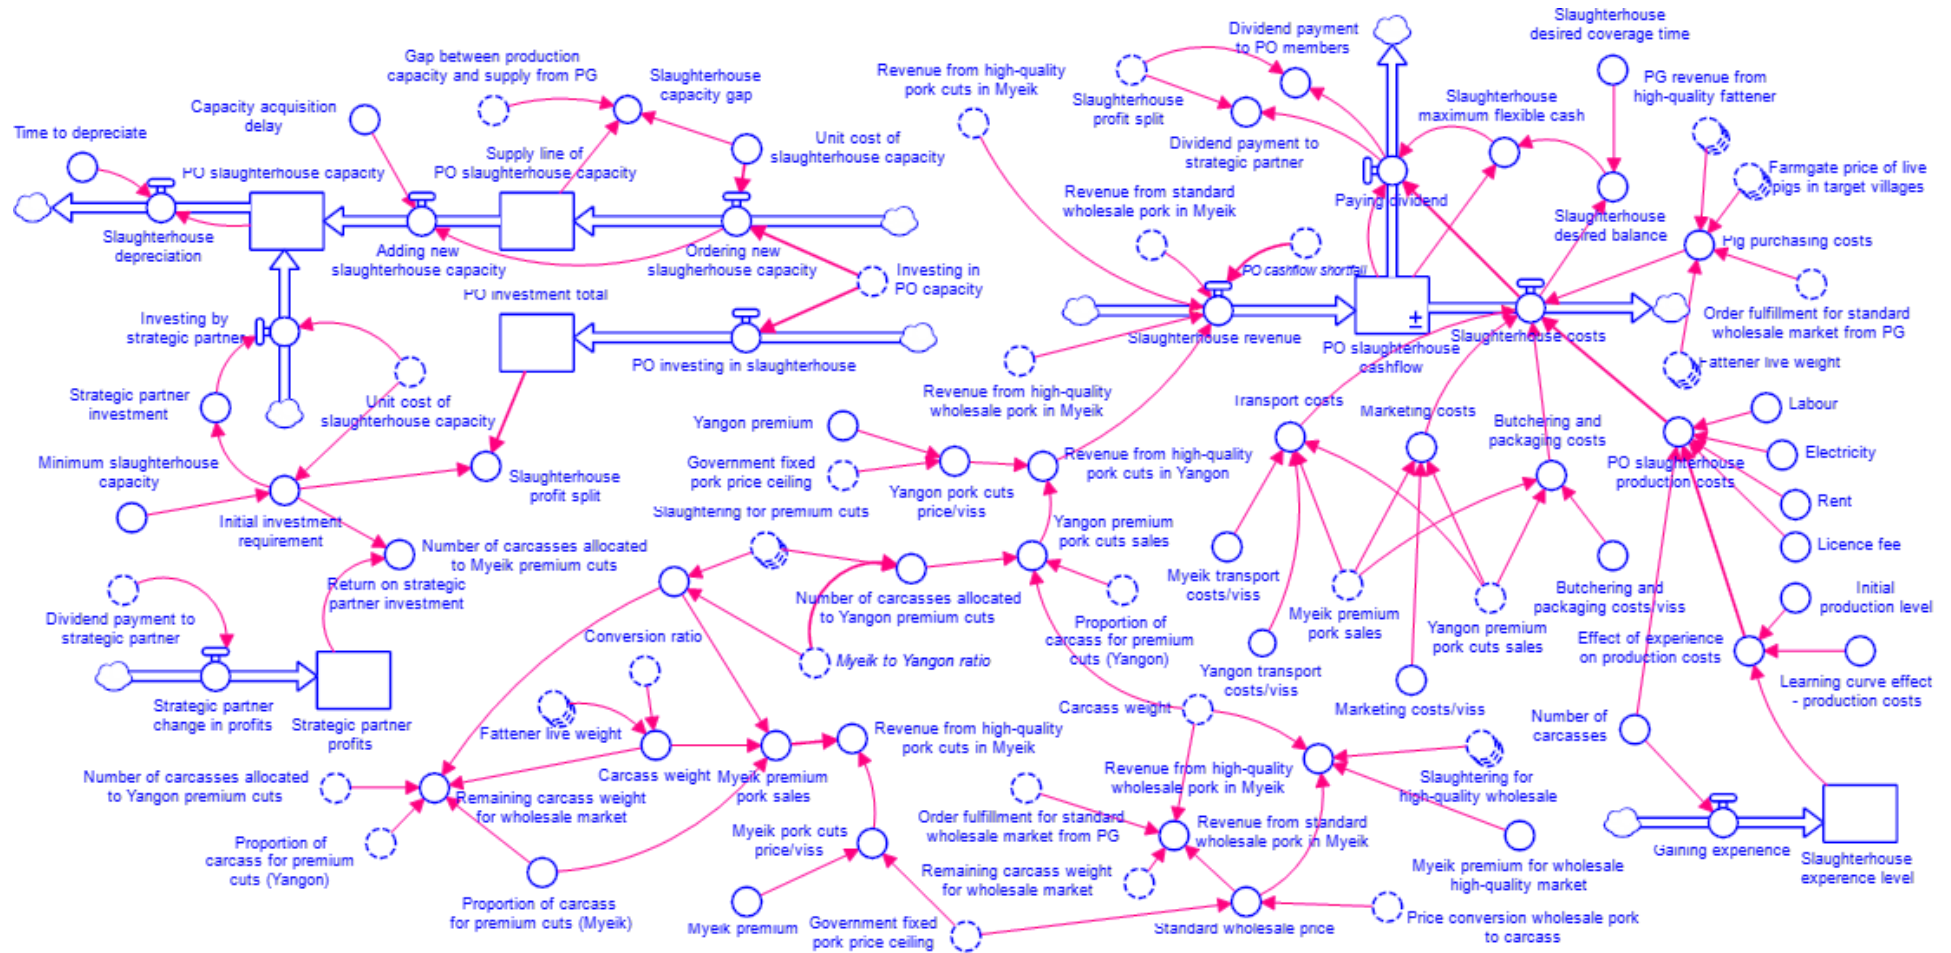 Slaughterhouse
desired coverage time
Dividend payment
to PO members
Gap between production
capacity and supply from PG
Slaughterhouse
capacity gap
Revenue from high-quality
pork cuts in Myeik
Slaughterhouse
profit split
Slaughterhouse
maximum flexible cash
PG revenue from
high-quality fattener
Capacity acquisition
delay
Time to depreciate
Unit cost of
slaughterhouse capacity
Dividend payment to
strategic partner
Supply line of
PO slaughterhouse capacity
PO slaughterhouse capacity
Farmgate price of live
pigs in target villages
Revenue from standard
wholesale pork in Myeik
Paying dividend
Slaughterhouse
desired balance
Pig purchasing costs
Slaughterhouse
depreciation
Adding new
slaughterhouse capacity
Ordering new
slaugherhouse capacity
Investing in
PO capacity
PO cashflow shortfall
PO investment total
Order fulfillment for standard
wholesale market from PG
Investing by
strategic partner
PO investing in slaughterhouse
Slaughterhouse revenue
PO slaughterhouse
cashflow
Slaughterhouse costs
Fattener live weight
Strategic partner
investment
Unit cost of
slaughterhouse capacity
Revenue from high-quality
wholesale pork in Myeik
Transport costs
Marketing costs
Butchering and
packaging costs
Labour
Yangon premium
Electricity
Minimum slaughterhouse
capacity
Government fixed
pork price ceiling
Revenue from high-quality
pork cuts in Yangon
PO slaughterhouse
production costs
Slaughterhouse
profit split
Yangon pork cuts
price/viss
Rent
Initial investment
requirement
Slaughtering for premium cuts
Yangon premium
pork cuts sales
Licence fee
Number of carcasses allocated
to Myeik premium cuts
Return on strategic
partner investment
Myeik transport
costs/viss
Butchering and
packaging costs/viss
Initial
production level
Number of carcasses allocated
to Yangon premium cuts
Myeik premium
pork sales
Yangon premium
pork cuts sales
Dividend payment to
strategic partner
Conversion ratio
Proportion of
carcass for premium
cuts (Yangon)
Effect of experience
on production costs
Myeik to Yangon ratio
Yangon transport
costs/viss
Learning curve effect
- production costs
Strategic partner
change in profits
Strategic partner
profits
Fattener live weight
Carcass weight
Marketing costs/viss
Number of
carcasses
Revenue from high-quality
pork cuts in Myeik
Number of carcasses allocated
to Yangon premium cuts
Carcass weight
Myeik premium
pork sales
Remaining carcass weight
for wholesale market
Revenue from high-quality
wholesale pork in Myeik
Slaughtering for
high-quality wholesale
Order fulfillment for standard
wholesale market from PG
Revenue from standard
wholesale pork in Myeik
Myeik pork cuts
price/viss
Proportion of
carcass for premium
cuts (Yangon)
Remaining carcass weight
for wholesale market
Myeik premium for wholesale
high-quality market
Gaining experience
Slaughterhouse
experence level
Proportion of carcass
for premium cuts (Myeik)
Myeik premium
Government fixed
pork price ceiling
Standard wholesale price
Price conversion wholesale pork
to carcass